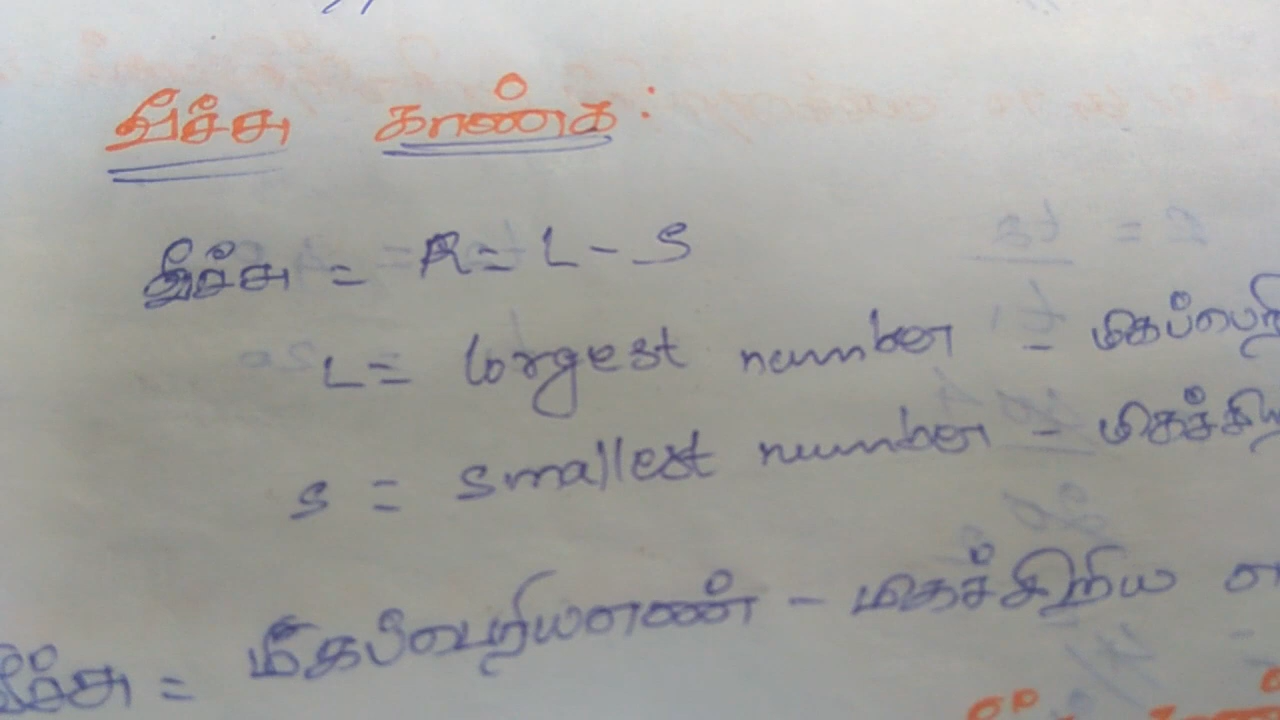 வீச்சு காண்க:
வீச்சு = R = L - S
L = largest number - மிகப்பெறி
S = smallest number - மிகச்சிறி
வீச்சு = மிகப்பெறியஎண் - மிகச்சிறிய எ